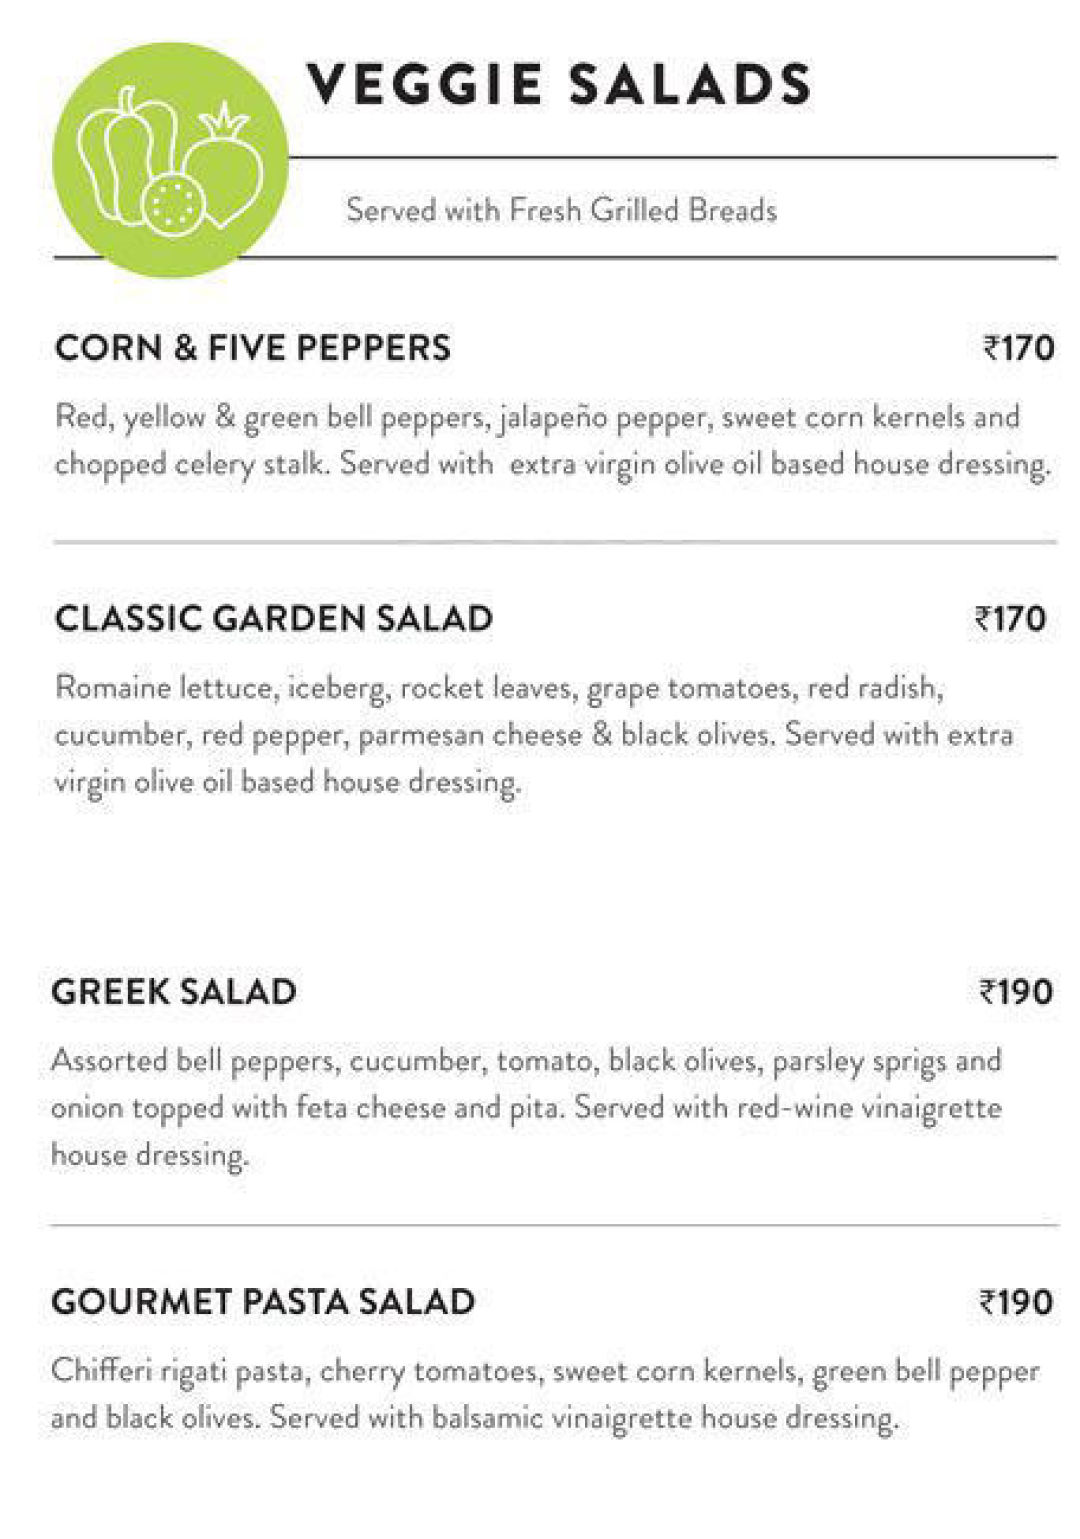 VEGGIE SALADS
Served with Fresh Grilled Breads
CORN & FIVE PEPPERS ₹170
Red, yellow & green bell peppers, jalapeño pepper, sweet corn kernels and
chopped celery stalk. Served with extra virgin olive oil based house dressing.
CLASSIC GARDEN SALAD ₹170
Romaine lettuce, iceberg, rocket leaves, grape tomatoes, red radish,
cucumber, red pepper, parmesan cheese & black olives. Served with extra
virgin olive oil based house dressing.
GREEK SALAD ₹190
Assorted bell peppers, cucumber, tomato, black olives, parsley sprigs and
onion topped with feta cheese and pita. Served with red-wine vinaigrette
house dressing.
GOURMET PASTA SALAD ₹190
Chifferi rigati pasta, cherry tomatoes, sweet corn kernels, green bell pepper
and black olives. Served with balsamic vinaigrette house dressing.